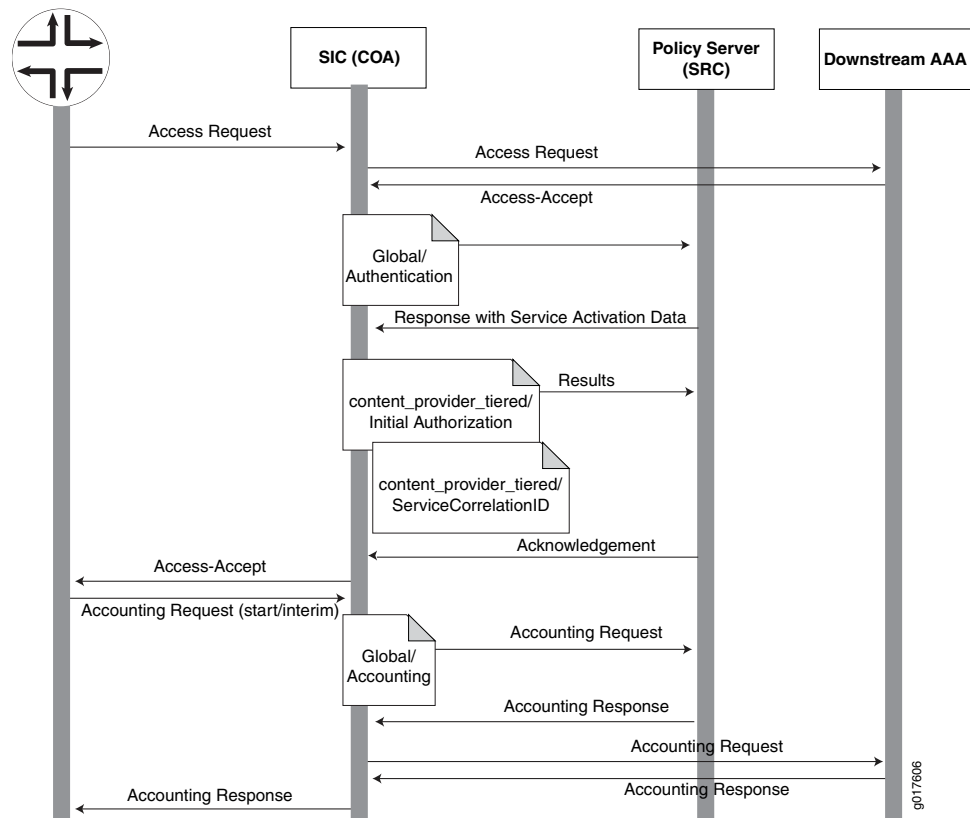 SIC (COA)
Policy Server
(SRC)
Downstream AAA
Access Request
Access Request
Access-Accept
Global/
Authentication
Response with Service Activation Data
Results
content_provider_tiered/
Initial Authorization
content_provider_tiered/
ServiceCorrelationID
Acknowledgement
Access-Accept
Accounting Request (start/interim)
Accounting Request
Global/
Accounting
Accounting Response
Accounting Request
Accounting Response
Accounting Response
g017606